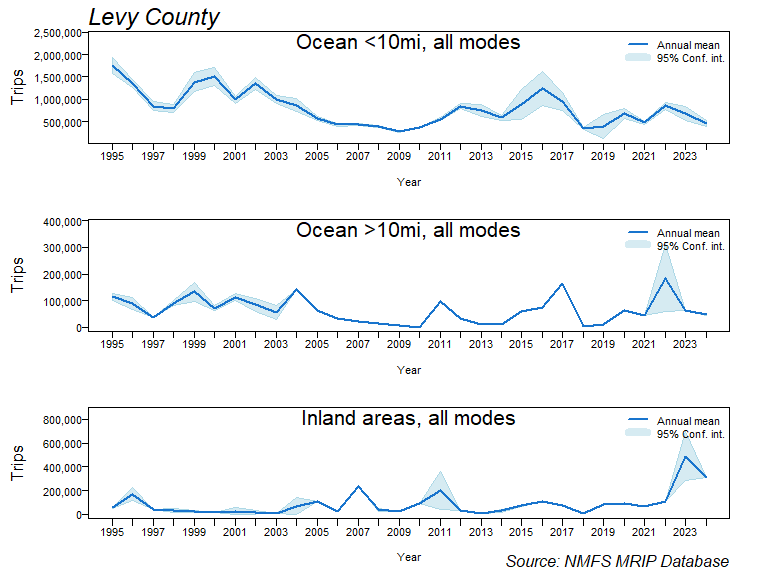 Levy County
Ocean <10mi, all modes
Annual mean
95% Conf. int.
Trips
2,500,000
2,000,000
1,500,000
1,000,000
500,000
1995 1997 1999 2001 2003 2005 2007 2009 2011 2013 2015 2017 2019 2021 2023
Year
Ocean >10mi, all modes
Annual mean
95% Conf. int.
Trips
400,000
300,000
200,000
100,000
0
1995 1997 1999 2001 2003 2005 2007 2009 2011 2013 2015 2017 2019 2021 2023
Year
Inland areas, all modes
Annual mean
95% Conf. int.
Trips
800,000
600,000
400,000
200,000
0
1995 1997 1999 2001 2003 2005 2007 2009 2011 2013 2015 2017 2019 2021 2023
Year
Source: NMFS MRIP Database